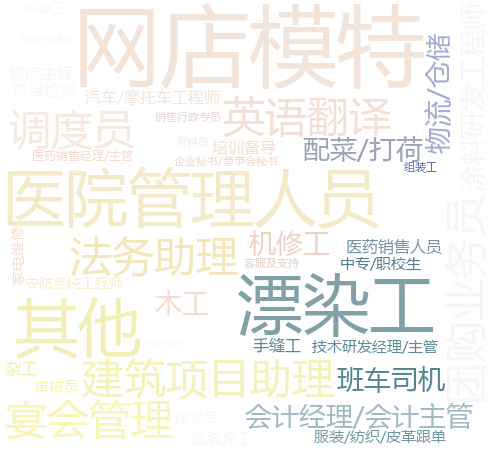 印染工
网店模特
SEO/SEM
物流主管
环保检测
汽车/摩托车工程师
物流/仓储
涂料研发工程师
销售行政专员
英语翻译
调度员
资料员
培训督导
配菜/打荷
医药销售经理/主管
企业秘书/董事会秘书
组装工
医院管理人员
团购业务员
家电维修
法务助理
机修工
医药销售人员
客服及支持
中专/职校生
安防系统工程师
漂染工
其他
木工
手缝工
技术研发经理/主管
杂工
审核员
建筑项目助理
班车司机
宴会管理
会计经理/会计主管
氩弧焊工
服装/纺织/皮革跟单